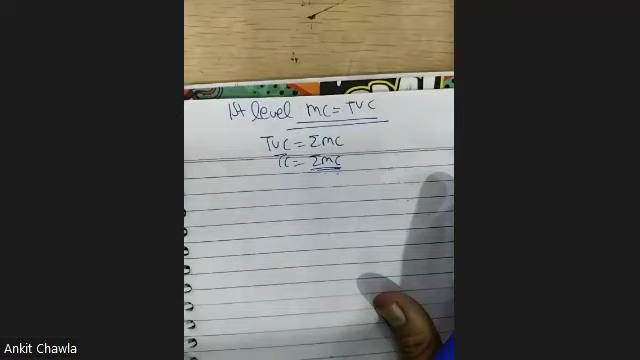 1st level MC = TVC
TVC = ΣMC
TC = ΣMC
Ankit Chawla